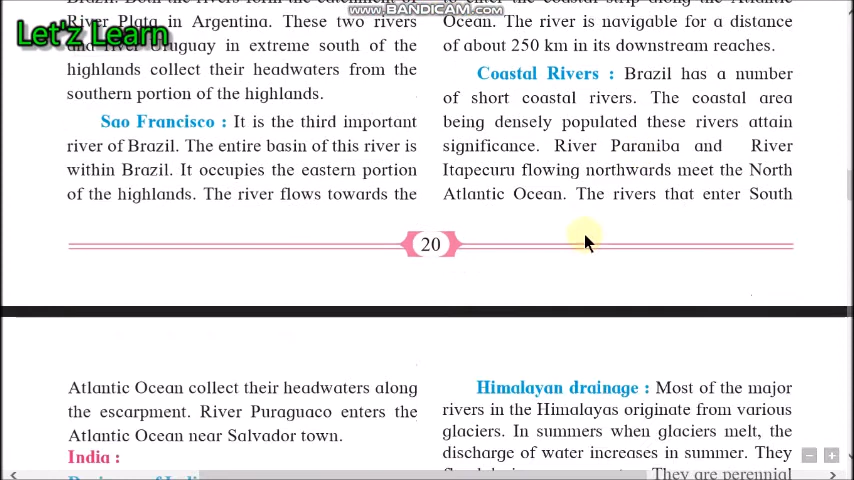 www.BANDICAM.com
Let'z Learn
River Plata in Argentina. These two rivers
and river Uruguay in extreme south of the
highlands collect their headwaters from the
southern portion of the highlands.
Sao Francisco : It is the third important
river of Brazil. The entire basin of this river is
within Brazil. It occupies the eastern portion
of the highlands. The river flows towards the
Ocean. The river is navigable for a distance
of about 250 km in its downstream reaches.
Coastal Rivers : Brazil has a number
of short coastal rivers. The coastal area
being densely populated these rivers attain
significance. River Paraniba and River
Itapecuru flowing northwards meet the North
Atlantic Ocean. The rivers that enter South
20
Atlantic Ocean collect their headwaters along
the escarpment. River Puraguaco enters the
Atlantic Ocean near Salvador town.
India :
Himalayan drainage : Most of the major
rivers in the Himalayas originate from various
glaciers. In summers when glaciers melt, the
discharge of water increases in summer. They
They are perennial